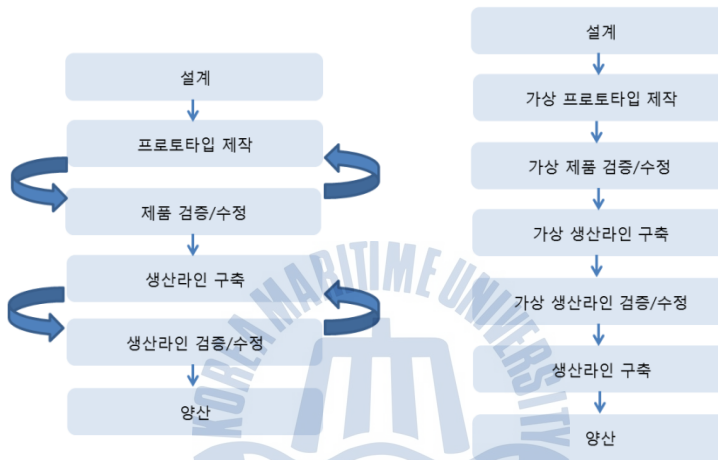 설계
프로토타입 제작
제품 검증/수정
생산라인 구축
생산라인 검증/수정
양산
설계
가상 프로토타입 제작
가상 제품 검증/수정
가상 생산라인 구축
가상 생산라인 검증/수정
생산라인 구축
양산
KOREA MARITIME UNIVERSITY